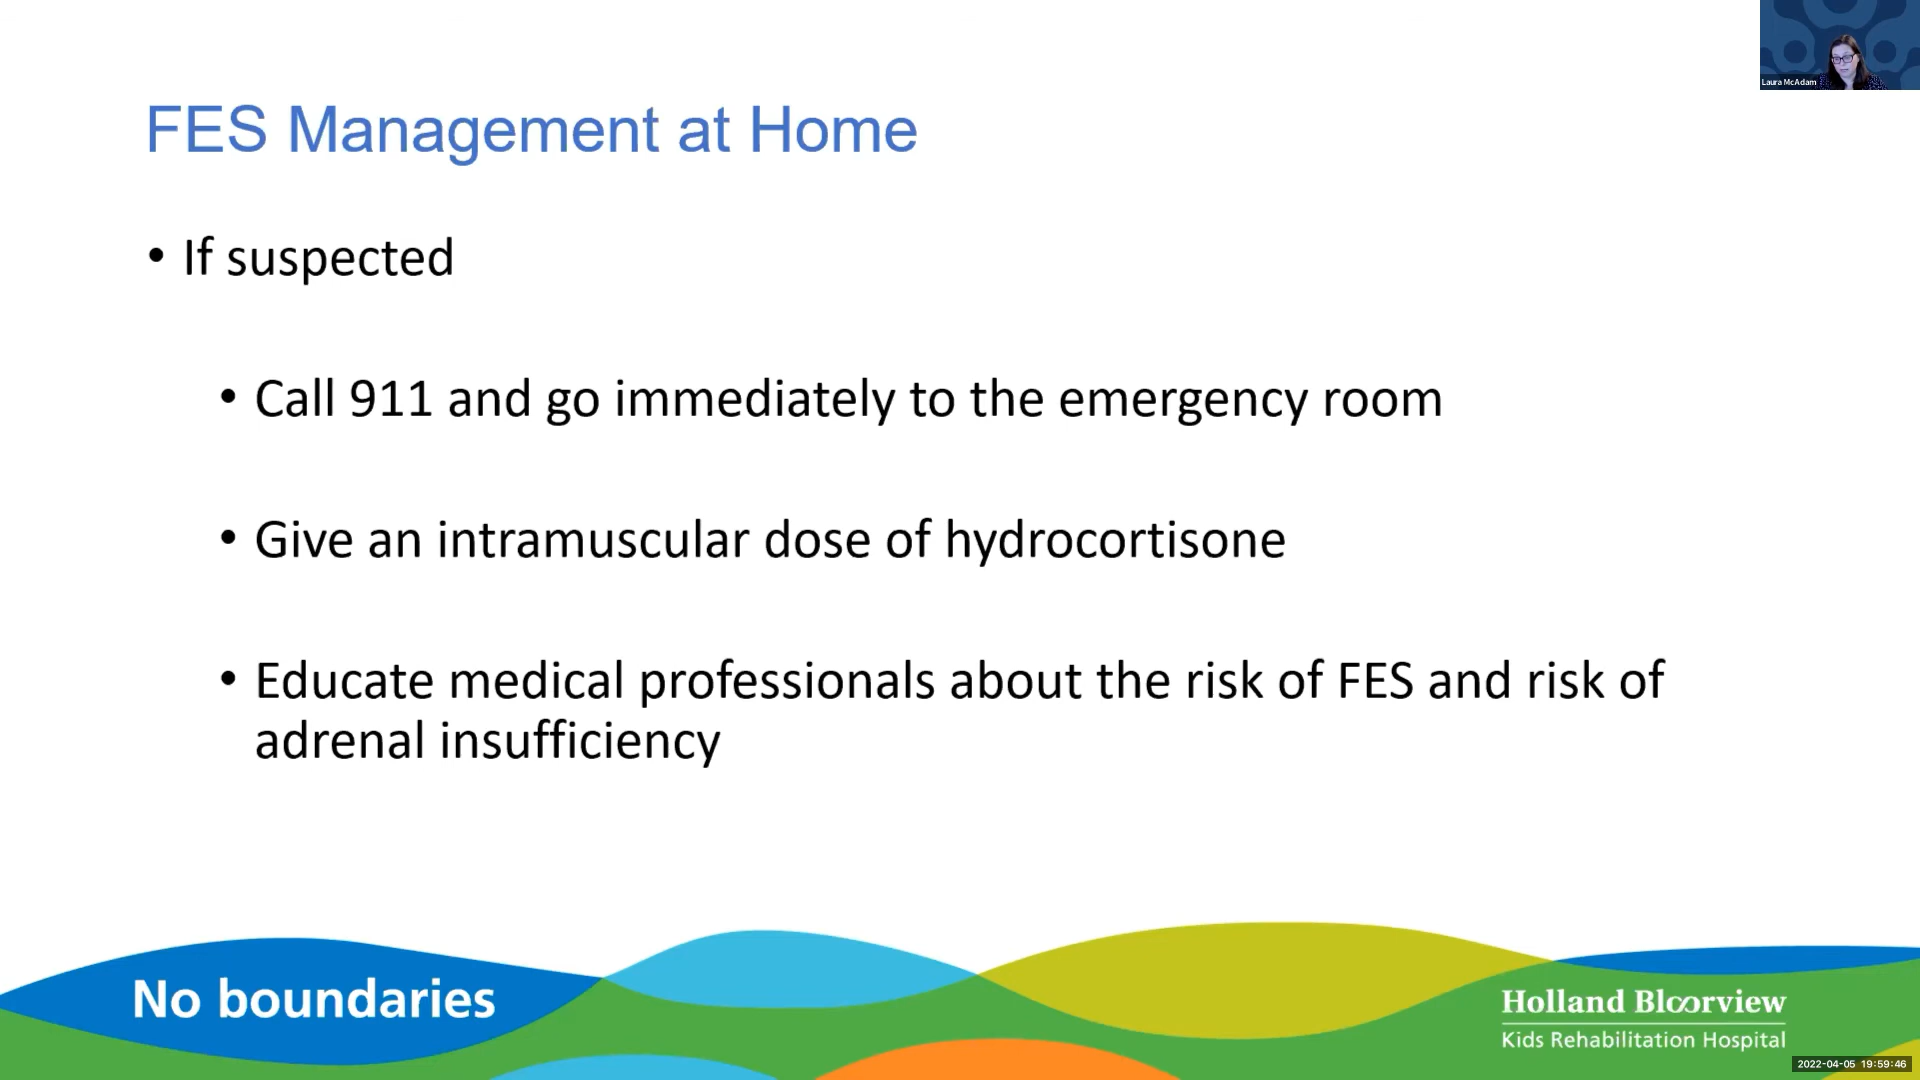 Laura McAdam
FES Management at Home
• If suspected
• Call 911 and go immediately to the emergency room
• Give an intramuscular dose of hydrocortisone
• Educate medical professionals about the risk of FES and risk of
adrenal insufficiency
No boundaries
Holland Bloorview
Kids Rehabilitation Hospital
2022-04-05 19:59:46